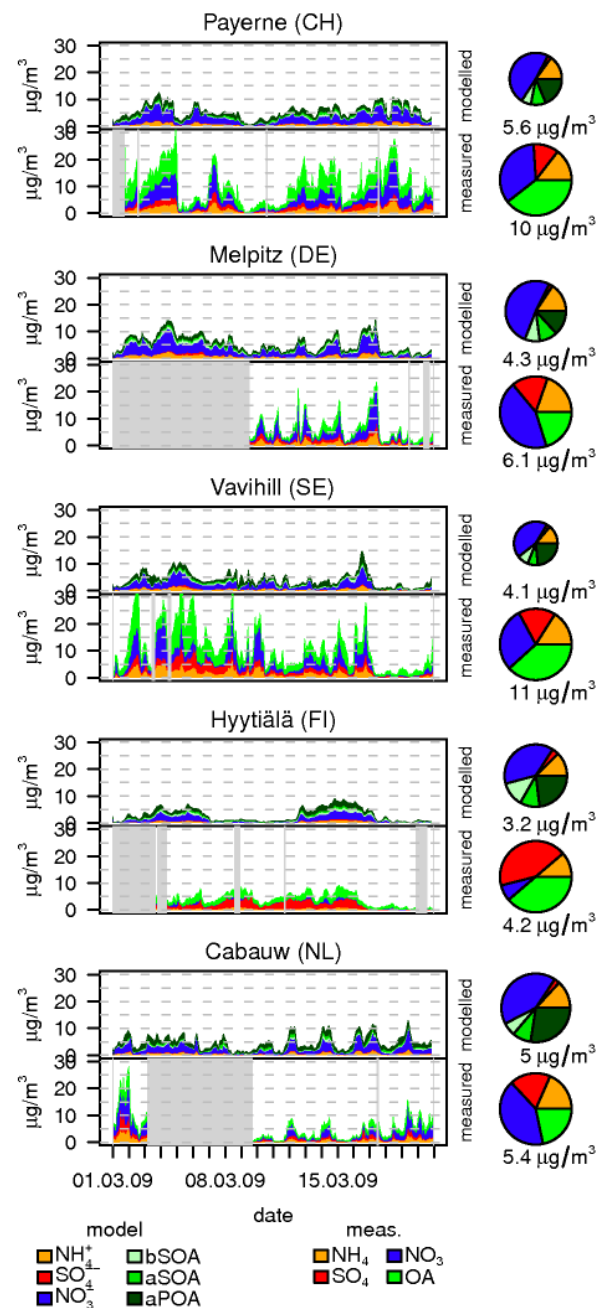 Payerne (CH)
30
20
10
0
µg/m³
modelled
5.6 µg/m³
30
20
10
0
µg/m³
measured
10 µg/m³
Melpitz (DE)
30
20
10
0
µg/m³
modelled
4.3 µg/m³
30
20
10
0
µg/m³
measured
6.1 µg/m³
Vavihill (SE)
30
20
10
0
µg/m³
modelled
4.1 µg/m³
30
20
10
0
µg/m³
measured
11 µg/m³
Hyytiälä (FI)
30
20
10
0
µg/m³
modelled
3.2 µg/m³
30
20
10
0
µg/m³
measured
4.2 µg/m³
Cabauw (NL)
30
20
10
0
µg/m³
modelled
5 µg/m³
30
20
10
0
µg/m³
measured
5.4 µg/m³
01.03.09 08.03.09 15.03.09
date
model meas.
NH₄⁺ bSOA NH₄ NO₃
SO₄⁻⁻ aSOA SO₄ OA
NO₃⁻ aPOA